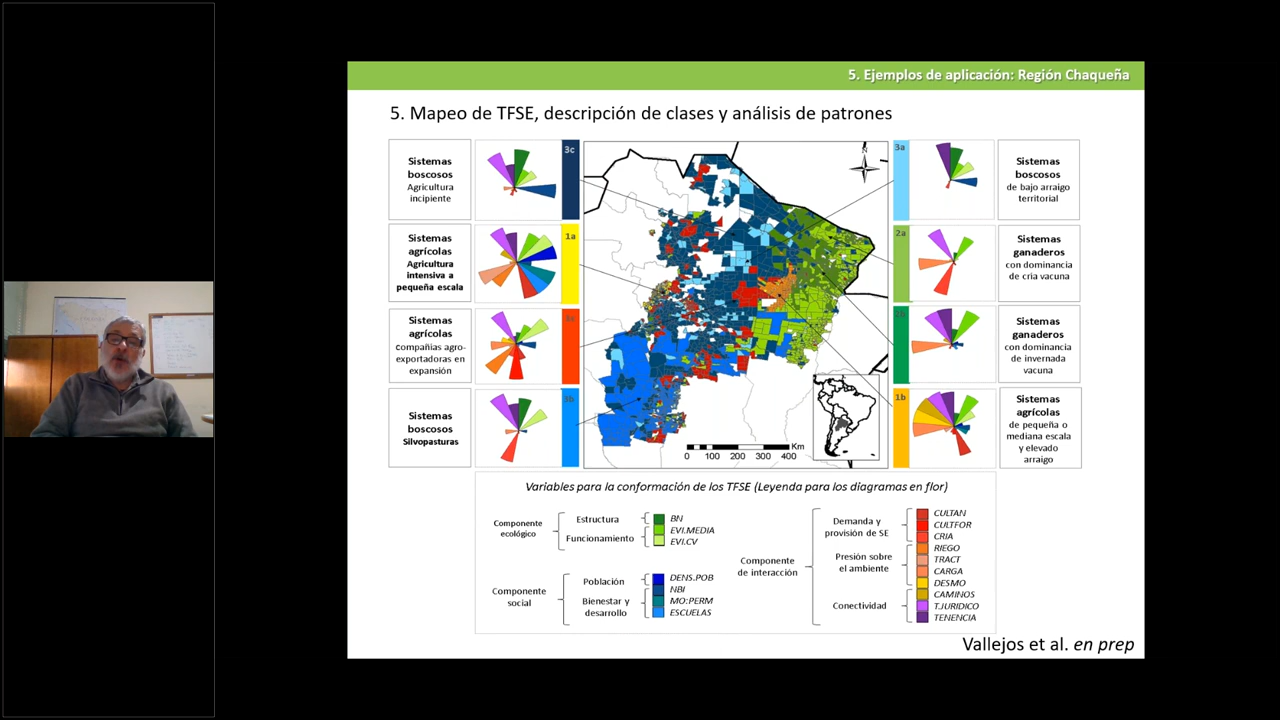 5. Ejemplos de aplicación: Región Chaqueña
5. Mapeo de TFSE, descripción de clases y análisis de patrones
Sistemas
boscosos
Agricultura
incipiente
3c
Sistemas
agrícolas
Agricultura
intensiva a
pequeña escala
1a
Sistemas
agrícolas
compañías agro-
exportadoras en
expansión
Sistemas
boscosos
Silvopasturas
3b
N
Km
0 100 200 300 400
3a
Sistemas
boscosos
de bajo arraigo
territorial
2a
Sistemas
ganaderos
con dominancia
de cria vacuna
2b
Sistemas
ganaderos
con dominancia
de invernada
vacuna
1b
Sistemas
agrícolas
de pequeña o
mediana escala
y elevado
arraigo
Variables para la conformación de los TFSE (Leyenda para los diagramas en flor)
Componente
ecológico
Estructura
BN
Funcionamiento
EVI.MEDIA
EVI.CV
Componente
social
Población
DENS.POB
Bienestar y
desarrollo
NBI
MO:PERM
ESCUELAS
Componente
de interacción
Demanda y
provisión de SE
CULTAN
CULTFOR
CRIA
Presión sobre
el ambiente
RIEGO
TRACT
CARGA
DESMO
Conectividad
CAMINOS
T.JURIDICO
TENENCIA
Vallejos et al. en prep